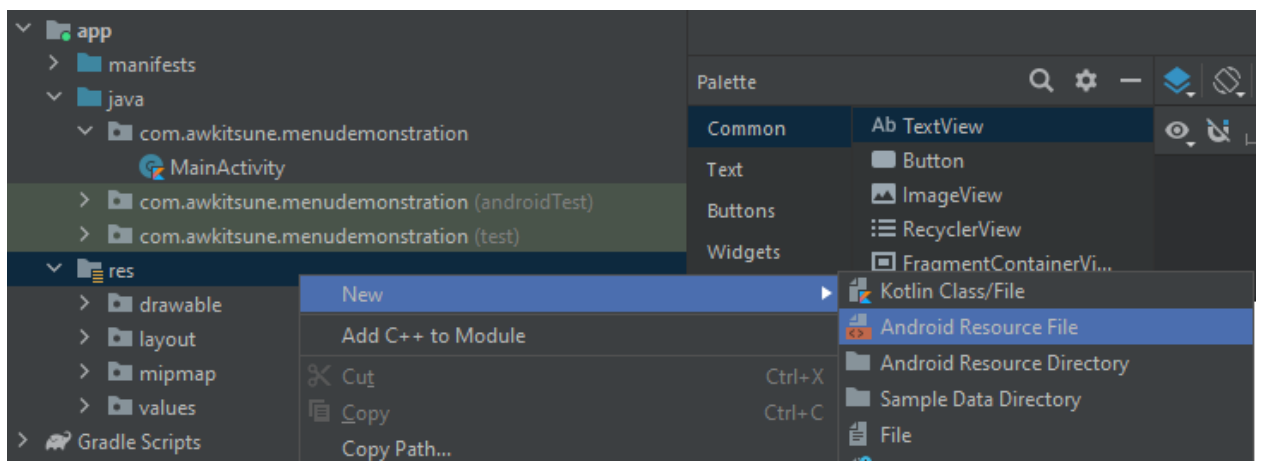 app
manifests
java
com.awkitsune.menudemonstration
MainActivity
com.awkitsune.menudemonstration (androidTest)
com.awkitsune.menudemonstration (test)
res
drawable
layout
mipmap
values
Gradle Scripts
Palette
Common
Text
Buttons
Widgets
Ab TextView
Button
ImageView
RecyclerView
FragmentContainerVi...
New
Add C++ to Module
Cut Ctrl+X
Copy Ctrl+C
Copy Path...
Kotlin Class/File
Android Resource File
Android Resource Directory
Sample Data Directory
File